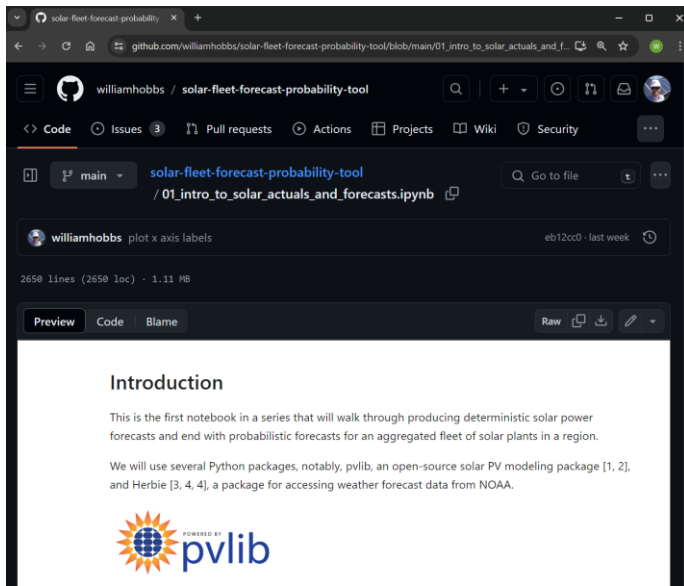 solar-fleet-forecast-probability
github.com/williamhobbs/solar-fleet-forecast-probability-tool/blob/main/01_intro_to_solar_actuals_and_f...
W
williamhobbs / solar-fleet-forecast-probability-tool
Code Issues 3 Pull requests Actions Projects Wiki Security
main
solar-fleet-forecast-probability-tool
/ 01_intro_to_solar_actuals_and_forecasts.ipynb
Go to file t
williamhobbs plot x axis labels eb12cc0 · last week
2650 lines (2650 loc) · 1.11 MB
Preview Code Blame Raw
Introduction
This is the first notebook in a series that will walk through producing deterministic solar power
forecasts and end with probabilistic forecasts for an aggregated fleet of solar plants in a region.
We will use several Python packages, notably, pvlib, an open-source solar PV modeling package [1, 2],
and Herbie [3, 4, 4], a package for accessing weather forecast data from NOAA.
POWERED BY
pvlib